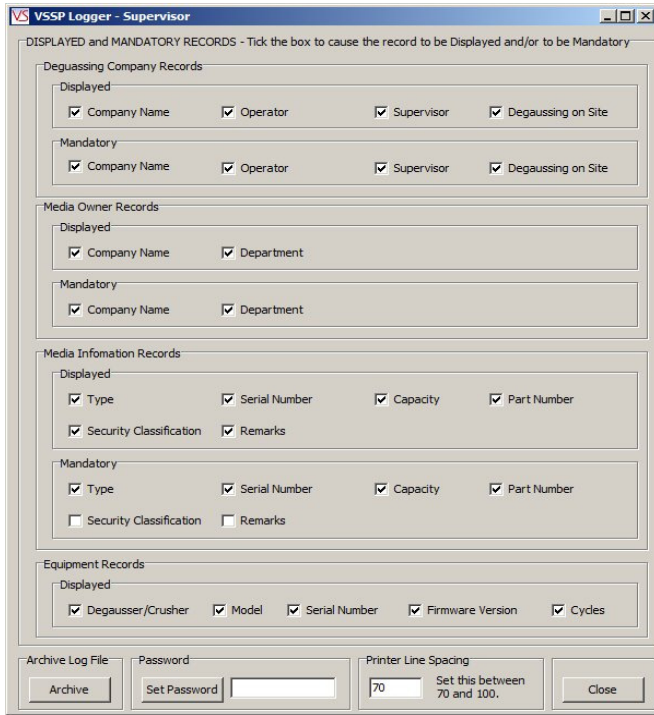 VS VSSP Logger - Supervisor
DISPLAYED and MANDATORY RECORDS - Tick the box to cause the record to be Displayed and/or to be Mandatory
Deguassing Company Records
Displayed
Company Name Operator Supervisor Degaussing on Site
Mandatory
Company Name Operator Supervisor Degaussing on Site
Media Owner Records
Displayed
Company Name Department
Mandatory
Company Name Department
Media Infomation Records
Displayed
Type Serial Number Capacity Part Number
Security Classification Remarks
Mandatory
Type Serial Number Capacity Part Number
Security Classification Remarks
Equipment Records
Displayed
Degausser/Crusher Model Serial Number Firmware Version Cycles
Archive Log File Password Printer Line Spacing
Archive Set Password 70 Set this between
70 and 100. Close